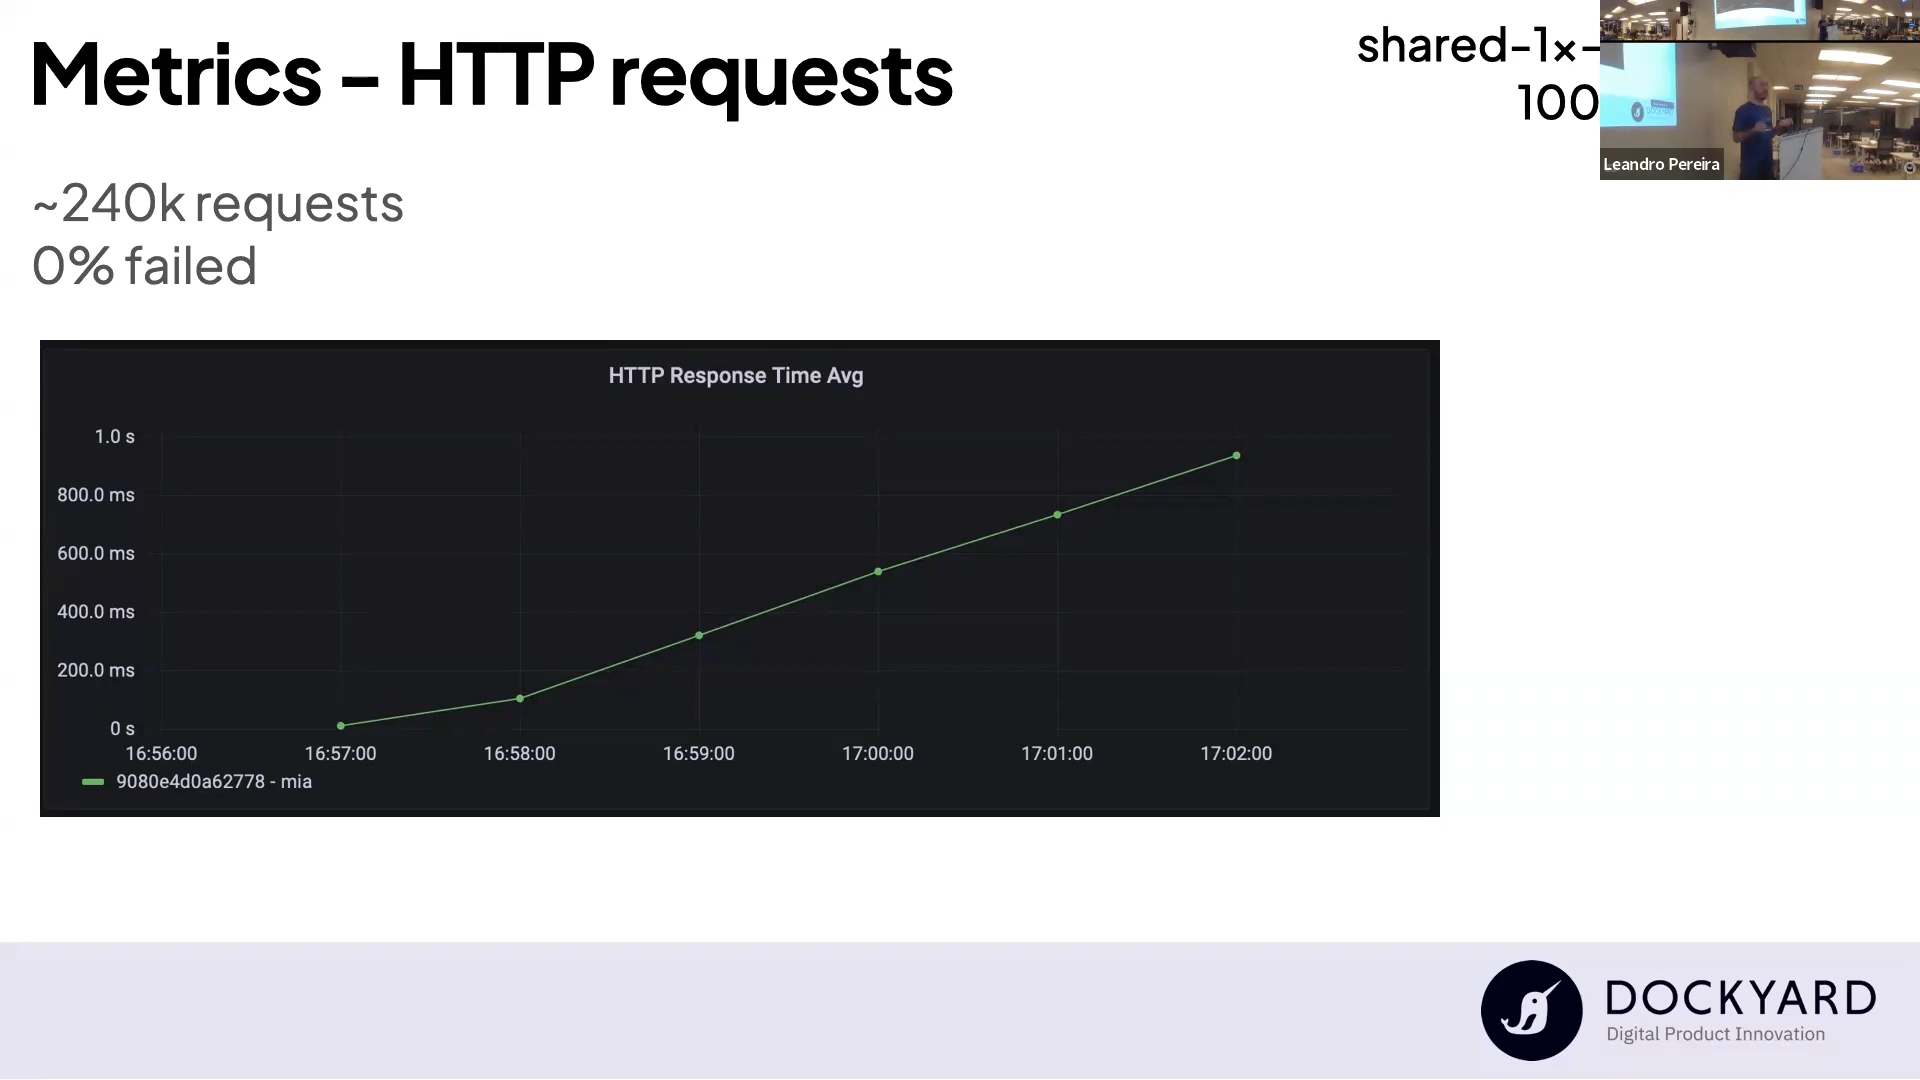 Metrics – HTTP requests
shared-1x-
100
Leandro Pereira
~240k requests
0% failed
HTTP Response Time Avg
1.0 s
800.0 ms
600.0 ms
400.0 ms
200.0 ms
0 s
16:56:00 16:57:00 16:58:00 16:59:00 17:00:00 17:01:00 17:02:00
9080e4d0a62778 - mia
DOCKYARD
Digital Product Innovation